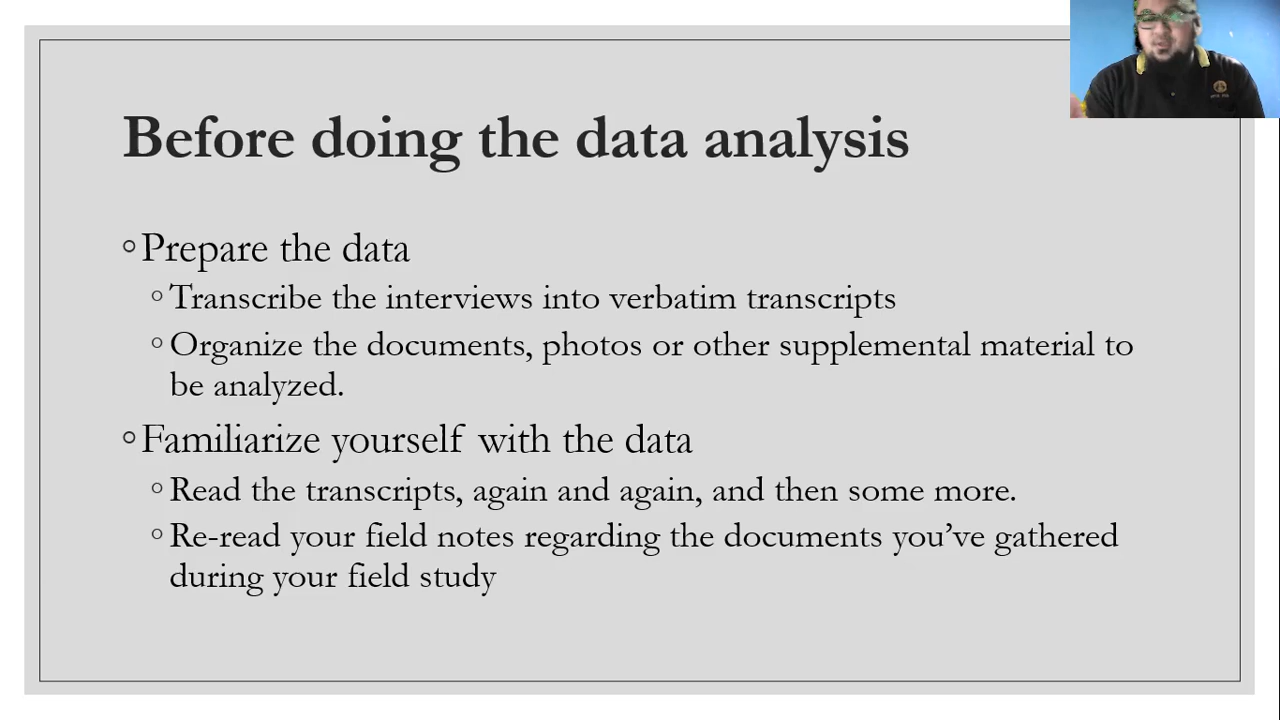 Before doing the data analysis
◦Prepare the data
◦Transcribe the interviews into verbatim transcripts
◦Organize the documents, photos or other supplemental material to
be analyzed.
◦Familiarize yourself with the data
◦Read the transcripts, again and again, and then some more.
◦Re-read your field notes regarding the documents you’ve gathered
during your field study